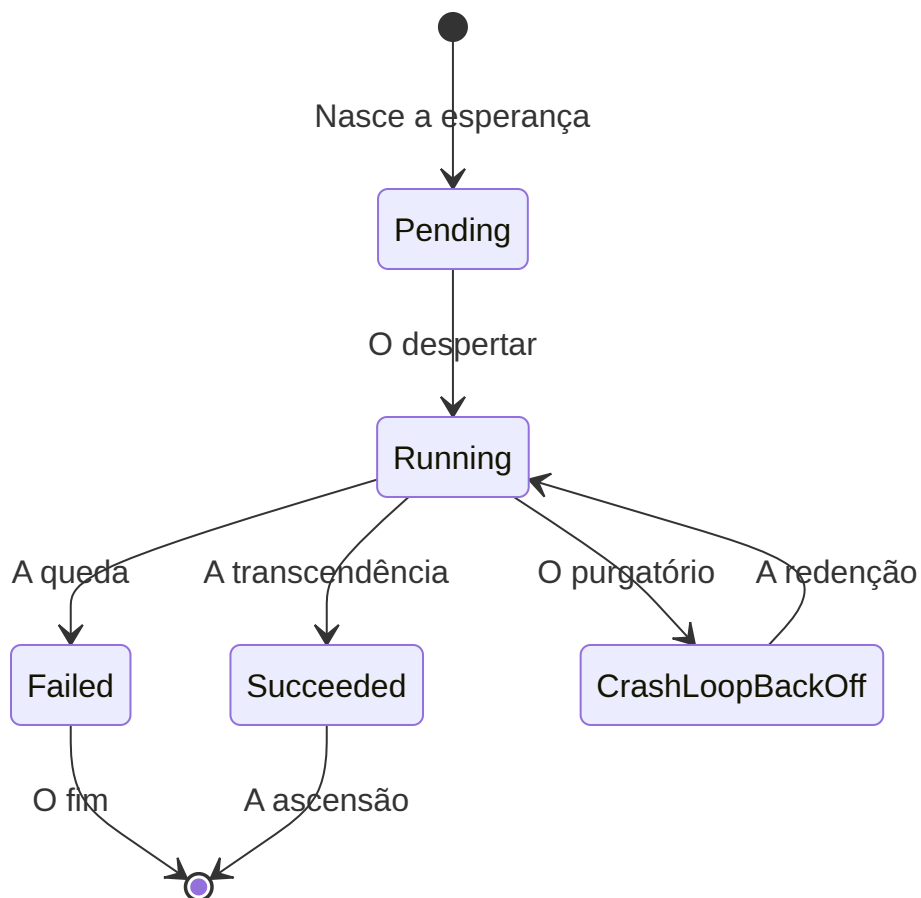 Nasce a esperança
Pending
O despertar
Running
A queda
A transcendência
O purgatório
A redenção
Failed
Succeeded
CrashLoopBackOff
O fim
A ascensão